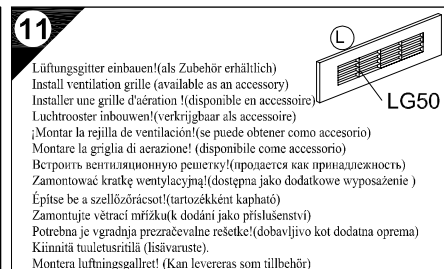 11
L
LG50
Lüftungsgitter einbauen!(als Zubehör erhältlich)
Install ventilation grille (available as an accessory)
Installer une grille d'aération !(disponible en accessoire)
Luchtrooster inbouwen!(verkrijgbaar als accessoire)
¡Montar la rejilla de ventilación!(se puede obtener como accesorio)
Montare la griglia di aerazione! (disponibile come accessorio)
Встроить вентиляционную решетку!(продается как принадлежность)
Zamontować kratkę wentylacyjną!(dostępna jako dodatkowe wyposażenie )
Építse be a szellőzőrácsot!(tartozékként kapható)
Zamontujte větrací mřížku(k dodání jako příslušenství)
Potrebna je vgradnja prezračevalne rešetke!(dobavljivo kot dodatna oprema)
Kiinnitä tuuletusritilä (lisävaruste).
Montera luftningsgallret! (Kan levereras som tillbehör)